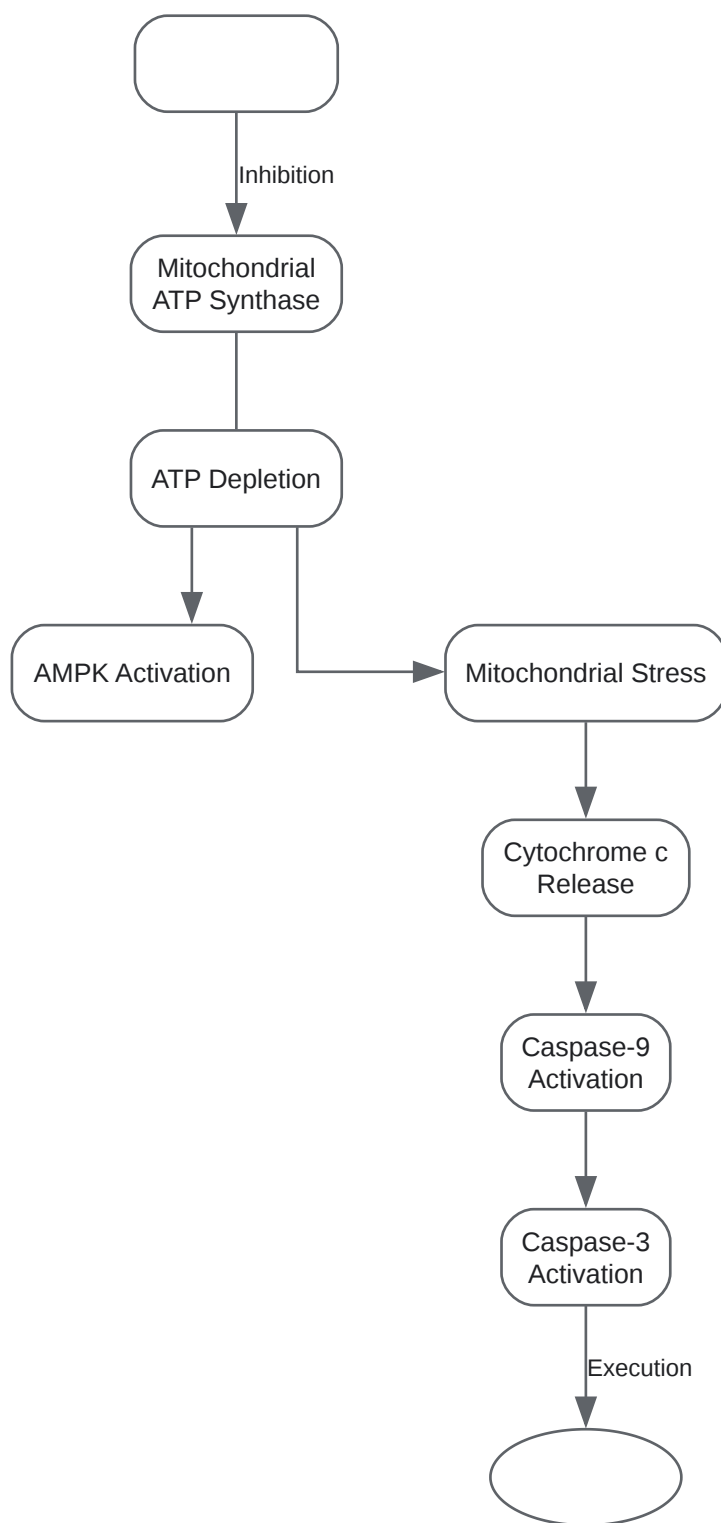 Inhibition
Mitochondrial
ATP Synthase
ATP Depletion
AMPK Activation
Mitochondrial Stress
Cytochrome c
Release
Caspase-9
Activation
Caspase-3
Activation
Execution